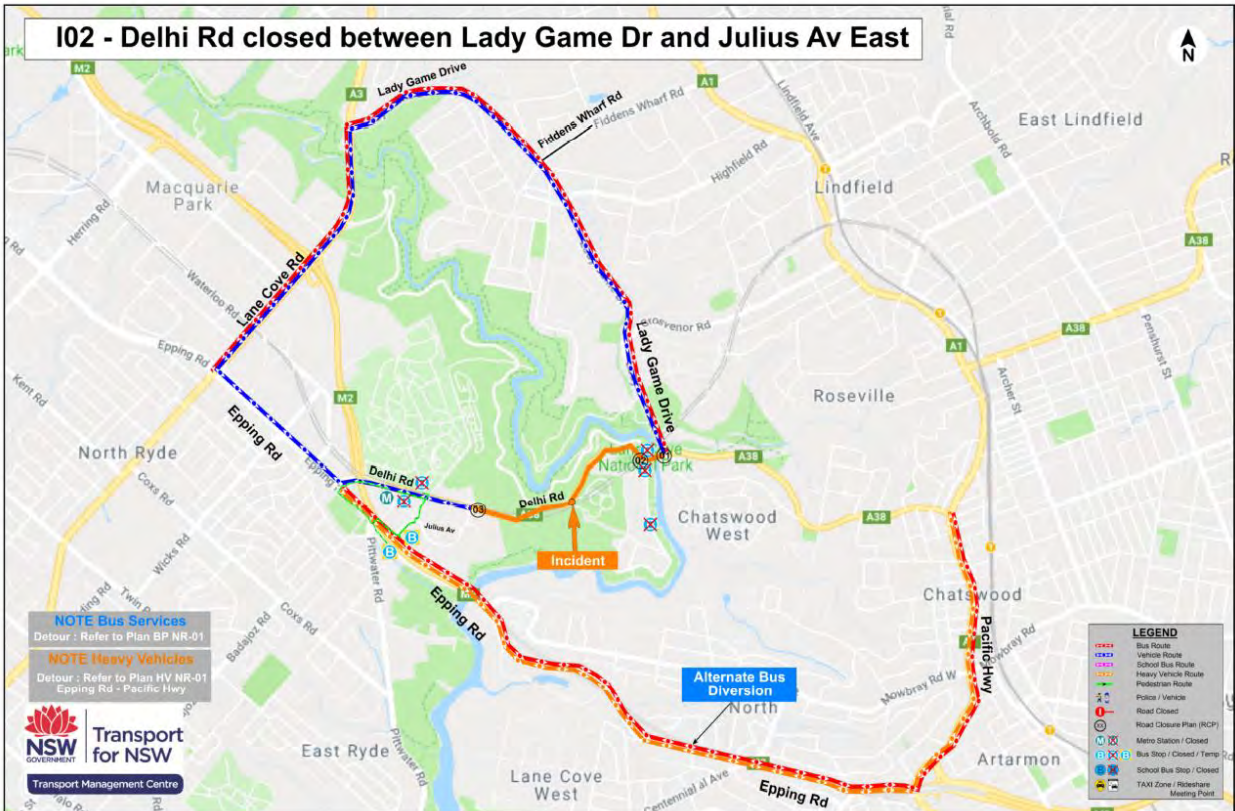 I02 - Delhi Rd closed between Lady Game Dr and Julius Av East
N
M2
A3
Lady Game Drive
A1
Lindfield Ave
Archbold Rd
East Lindfield
Fiddens Wharf Rd
Fiddens Wharf Rd
Highfield Rd
Lindfield
Macquarie
Park
Herring Rd
Waterloo Rd
Lane Cove Rd
A38
Grosvenor Rd
A1
A38
Penshurst St
Epping Rd
Kent Rd
M2
Lady Game Drive
Archer St
Roseville
Epping Rd
North Ryde
Coxs Rd
Epping
Delhi Rd
M
02
01
National Park
A38
Delhi Rd
03
A38
Julius Av
Chatswood
West
A38
Incident
B
B
Wicks Rd
Pittwater Rd
Epping Rd
Chatswood
Pacific Hwy
Mowbray Rd
Badajoz Rd
Coxs Rd
NOTE Bus Services
Detour : Refer to Plan BP NR-01
NOTE Heavy Vehicles
Detour : Refer to Plan HV NR-01
Epping Rd - Pacific Hwy
Alternate Bus
Diversion
North
Mowbray Rd W
NSW
GOVERNMENT
Transport
for NSW
Transport Management Centre
East Ryde
Pittwater Rd
Lane Cove
West
Centennial Av
Epping Rd
Artarmon
LEGEND
Bus Route
Vehicle Route
School Bus Route
Heavy Vehicle Route
Pedestrian Route
Police / Vehicle
Road Closed
Road Closure Plan (RCP)
Metro Station / Closed
Bus Stop / Closed / Temp
School Bus Stop / Closed
TAXI Zone / Rideshare
Meeting Point